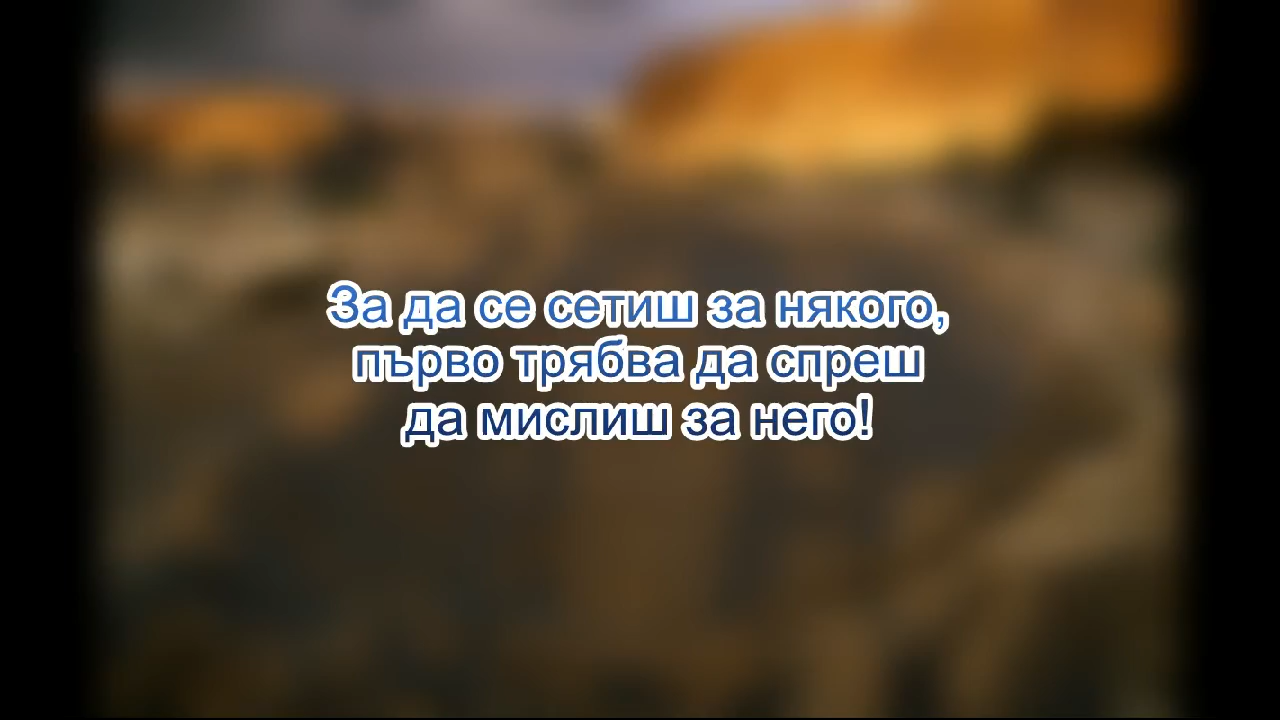 За да се сетиш за някого,
първо трябва да спреш
да мислиш за него!